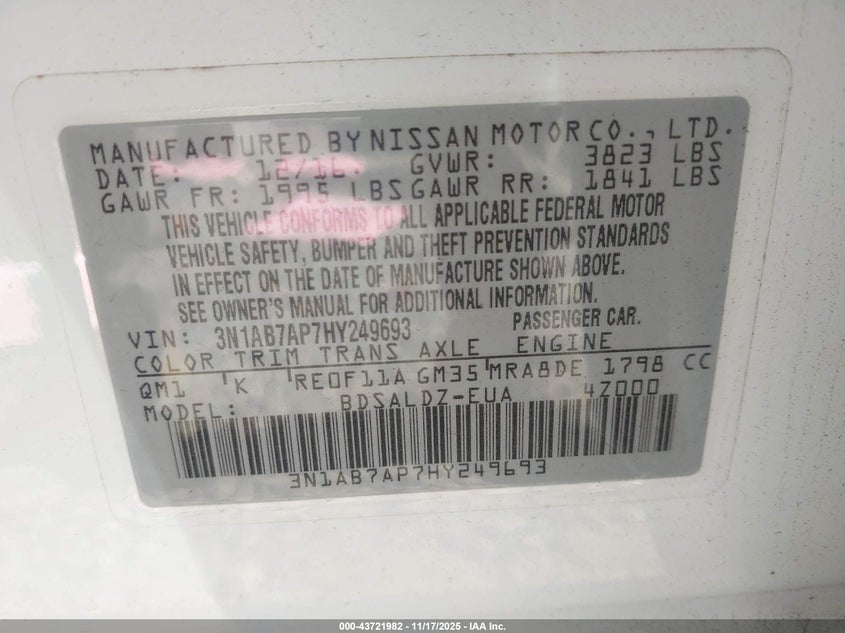 MANUFACTURED BY NISSAN MOTOR CO., LTD.
DATE: 12/16 GVWR: 3823 LBS
GAWR FR: 1995 LBS GAWR RR: 1841 LBS
THIS VEHICLE CONFORMS TO ALL APPLICABLE FEDERAL MOTOR
VEHICLE SAFETY, BUMPER AND THEFT PREVENTION STANDARDS
IN EFFECT ON THE DATE OF MANUFACTURE SHOWN ABOVE.
SEE OWNER'S MANUAL FOR ADDITIONAL INFORMATION.
VIN: 3N1AB7AP7HY249693 PASSENGER CAR.
COLOR TRIM TRANS AXLE ENGINE
QM1 K RE0F11A GM35 MRA8DE 1798 CC
MODEL: BDSALDZ-EUA 4Z000
3N1AB7AP7HY249693
000-43721982 - 11/17/2025 - IAA Inc.